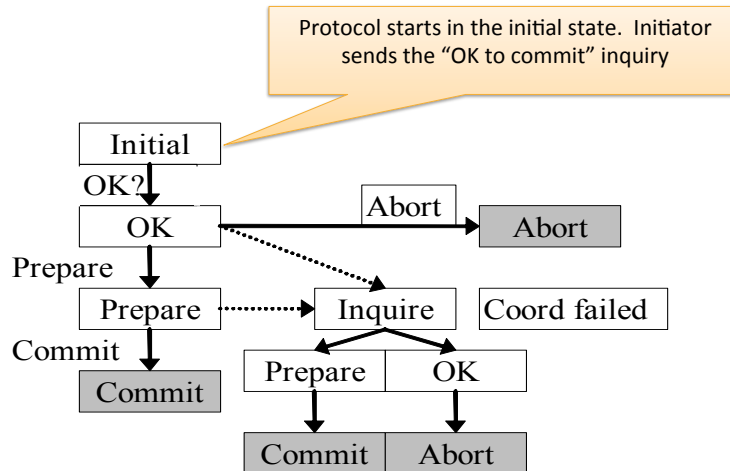 Protocol starts in the initial state.  Initiator
sends the “OK to commit” inquiry
Initial
OK?
OK
Abort
Abort
Prepare
Prepare
Inquire
Coord failed
Commit
Prepare
OK
Commit
Commit
Abort